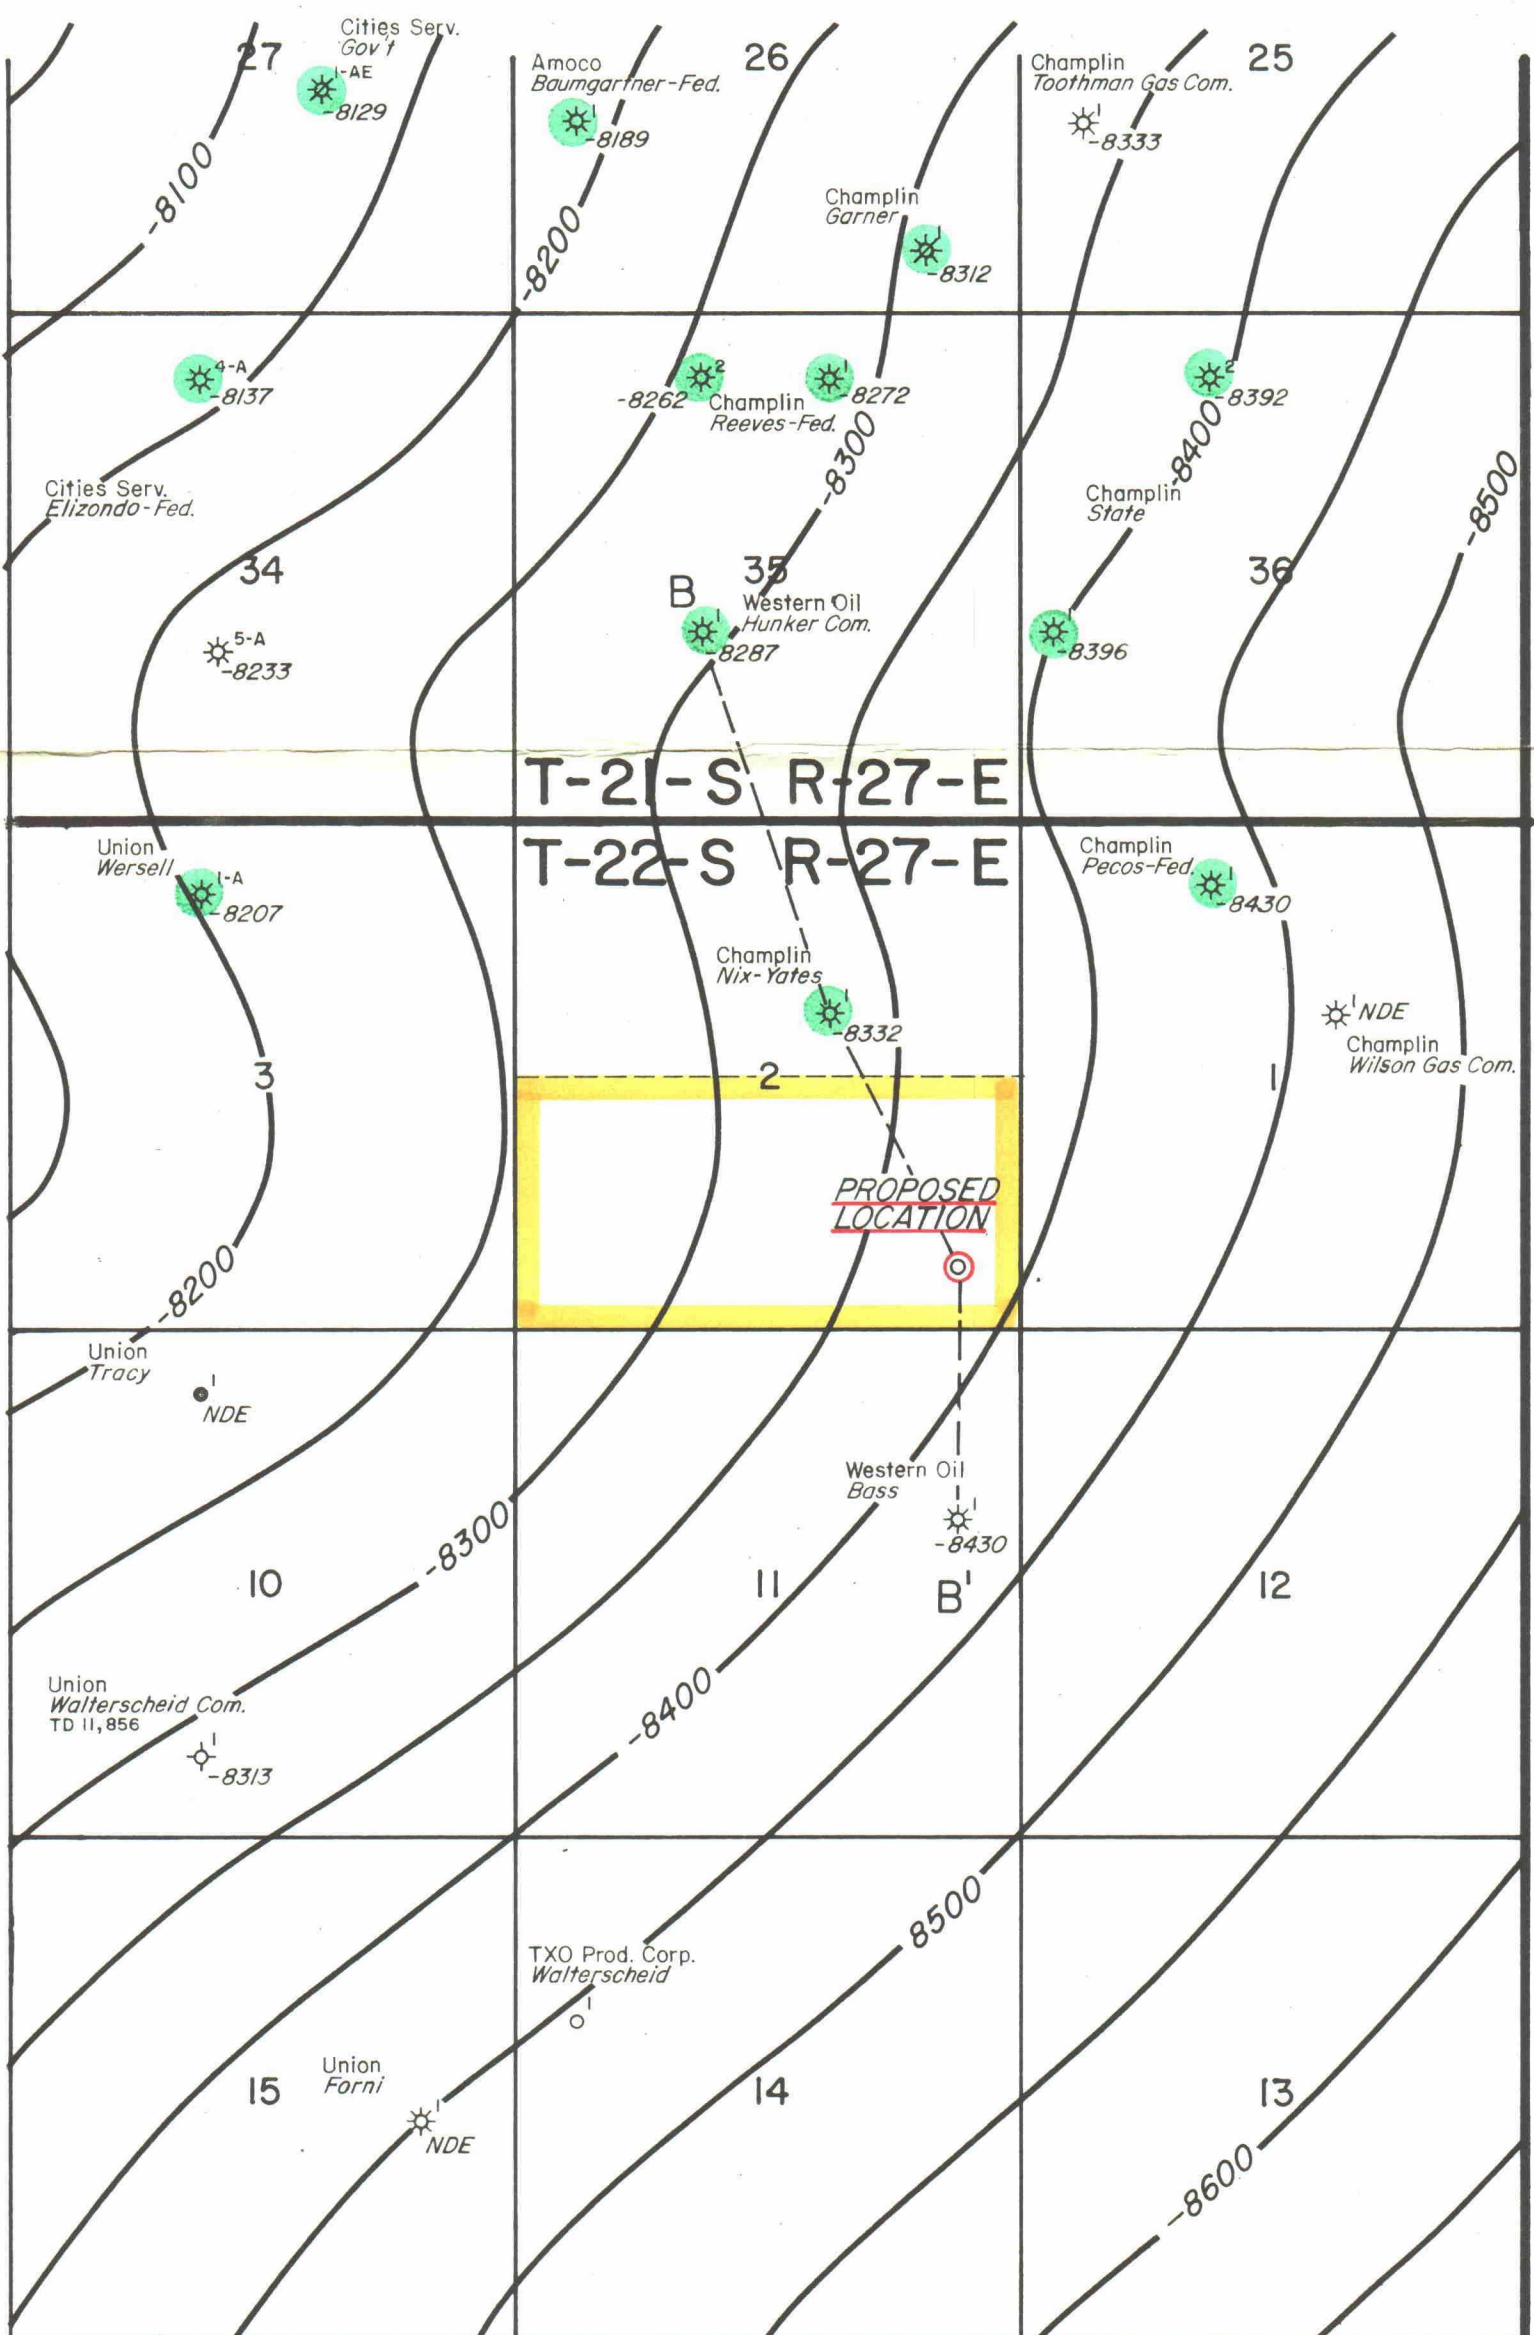 27
Cities Serv.
Gov't
1-AE
-8129
Amoco
Baumgartner-Fed.
1
-8189
26
Champlin
Toothman Gas Com.
1
-8333
25
-8100
-8200
Champlin
Garner
1
-8312
4-A
-8137
2
-8262
Champlin
Reeves-Fed.
1
-8272
2
-8392
-8300
-8400
-8500
Cities Serv.
Elizondo-Fed.
Champlin
State
34
35
36
B
1
Western Oil
Hunker Com.
-8287
1
-8396
5-A
-8233
T-21-S R-27-E
T-22-S R-27-E
Union
Wersell
1-A
-8207
Champlin
Pecos-Fed.
1
-8430
Champlin
Nix-Yates
1
-8332
1 NDE
Champlin
Wilson Gas Com.
3
2
1
PROPOSED
LOCATION
-8200
Union
Tracy
1
NDE
Western Oil
Bass
1
-8430
B'
-8300
10
11
12
Union
Walterscheid Com.
TD 11,856
1
-8313
-8400
8500
TXO Prod. Corp.
Walterscheid
1
Union
Forni
1
NDE
15
14
13
-8600